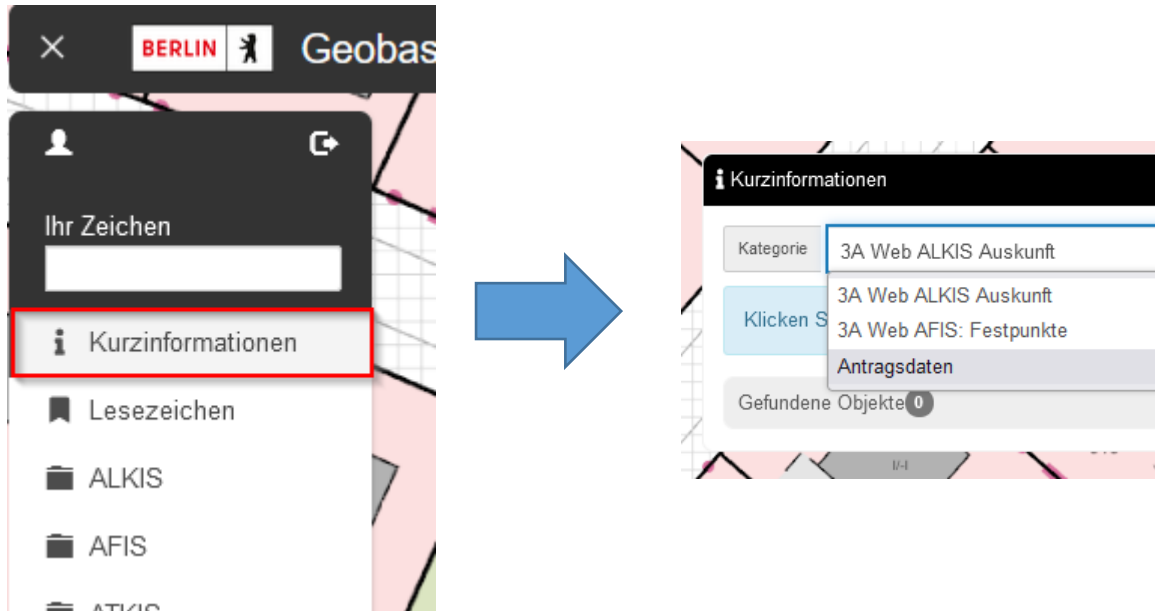 BERLIN Geobas
Ihr Zeichen
Kurzinformationen
Lesezeichen
ALKIS
AFIS
ATKIS
Kurzinformationen
Kategorie 3A Web ALKIS Auskunft
3A Web ALKIS Auskunft
Klicken S
3A Web AFIS: Festpunkte
Antragsdaten
Gefundene Objekte 0
I/-I